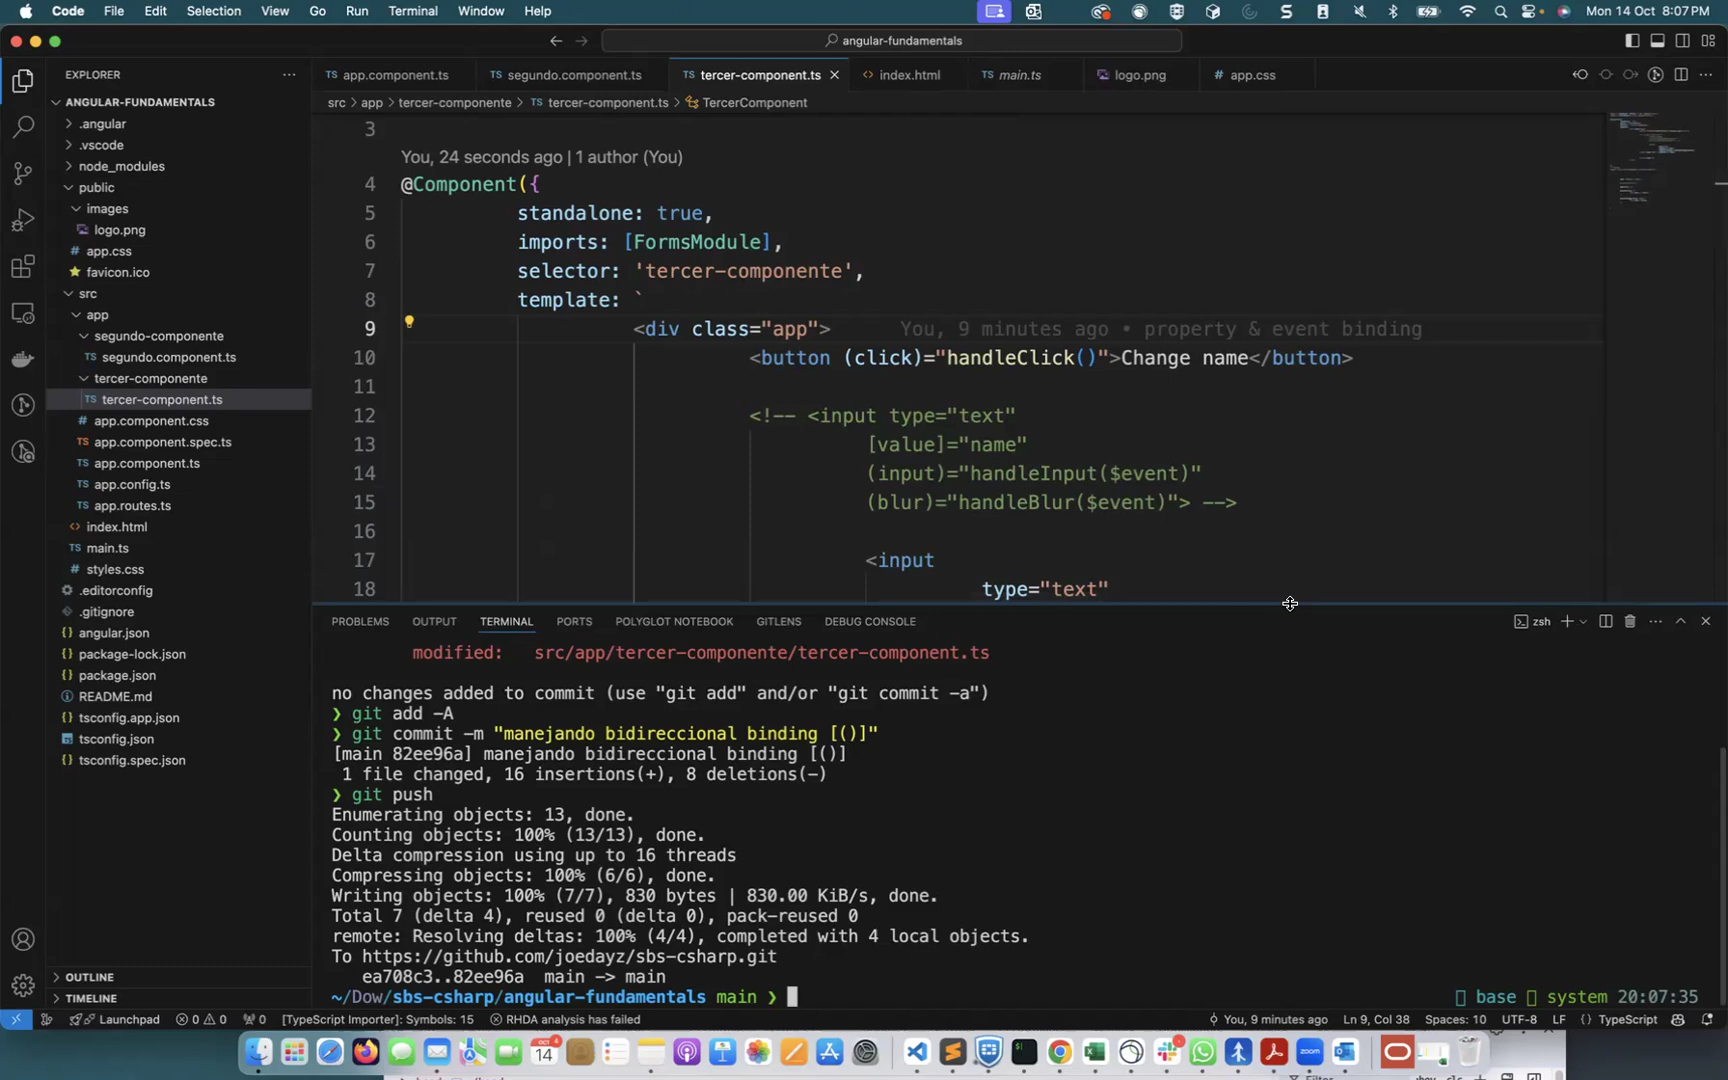 Code File Edit Selection View Go Run Terminal Window Help Mon 14 Oct 8:07 PM
angular-fundamentals
EXPLORER
app.component.ts segundo.component.ts tercer-component.ts index.html main.ts logo.png app.css
src app tercer-componente tercer-component.ts TercerComponent
ANGULAR-FUNDAMENTALS
.angular
.vscode
node_modules
public
images
logo.png
app.css
favicon.ico
src
app
segundo-componente
segundo.component.ts
tercer-componente
tercer-component.ts
app.component.css
app.component.spec.ts
app.component.ts
app.config.ts
app.routes.ts
index.html
main.ts
styles.css
.editorconfig
.gitignore
angular.json
package-lock.json
package.json
README.md
tsconfig.app.json
tsconfig.json
tsconfig.spec.json
OUTLINE
TIMELINE
3
You, 24 seconds ago | 1 author (You)
4 @Component({
5 standalone: true,
6 imports: [FormsModule],
7 selector: 'tercer-componente',
8 template: `
9 <div class="app"> You, 9 minutes ago • property & event binding
10 <button (click)="handleClick()">Change name</button>
11
12 <!-- <input type="text"
13 [value]="name"
14 (input)="handleInput($event)"
15 (blur)="handleBlur($event)"> -->
16
17 <input
18 type="text"
PROBLEMS OUTPUT TERMINAL PORTS POLYGLOT NOTEBOOK GITLENS DEBUG CONSOLE zsh
modified: src/app/tercer-componente/tercer-component.ts
no changes added to commit (use "git add" and/or "git commit -a")
❯ git add -A
❯ git commit -m "manejando bidireccional binding [()]"
[main 82ee96a] manejando bidireccional binding [()]
1 file changed, 16 insertions(+), 8 deletions(-)
❯ git push
Enumerating objects: 13, done.
Counting objects: 100% (13/13), done.
Delta compression using up to 16 threads
Compressing objects: 100% (6/6), done.
Writing objects: 100% (7/7), 830 bytes | 830.00 KiB/s, done.
Total 7 (delta 4), reused 0 (delta 0), pack-reused 0
remote: Resolving deltas: 100% (4/4), completed with 4 local objects.
To https://github.com/joedayz/sbs-csharp.git
ea708c3..82ee96a main -> main
~/Dow/sbs-csharp/angular-fundamentals main ❯ base system 20:07:35
Launchpad 0 0 0 [TypeScript Importer]: Symbols: 15 RHDA analysis has failed You, 9 minutes ago Ln 9, Col 38 Spaces: 10 UTF-8 LF {} TypeScript
OCT
14
zoom